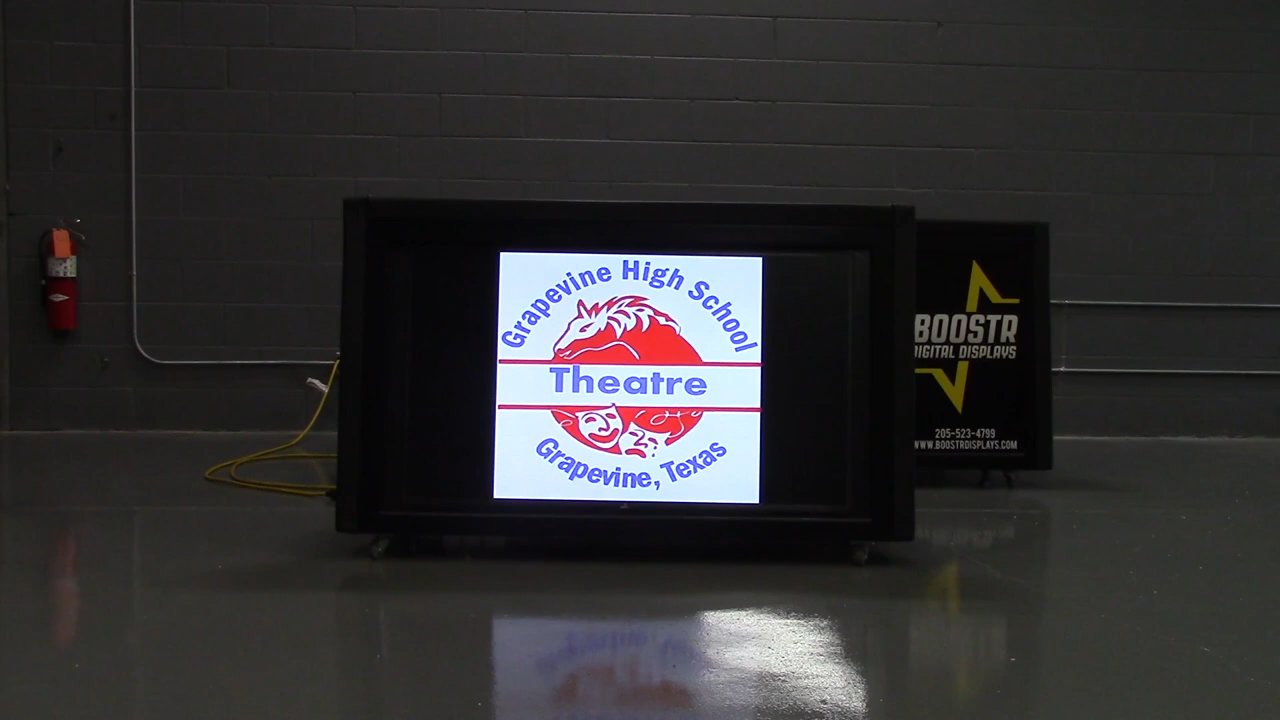 Grapevine High School
Theatre
Grapevine, Texas
BOOSTR
DIGITAL DISPLAYS
205-523-4799
WWW.BOOSTRDISPLAYS.COM